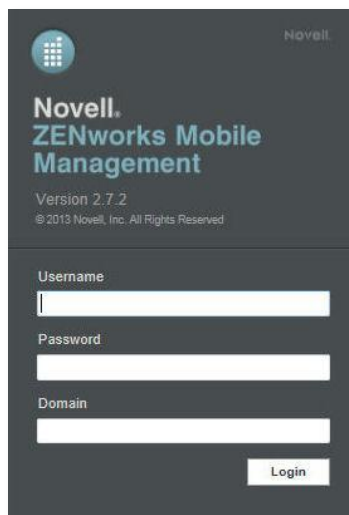 Novell.
Novell.
ZENworks Mobile
Management
Version 2.7.2
© 2013 Novell, Inc. All Rights Reserved
Username
Password
Domain
Login